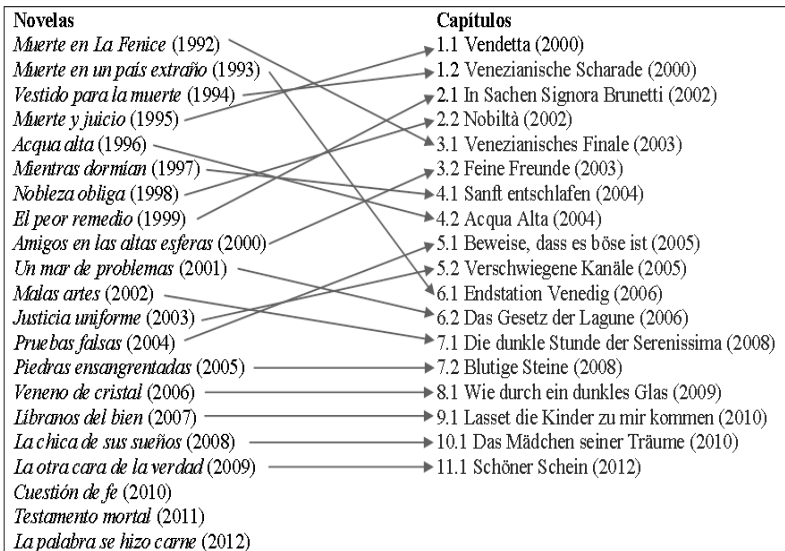 Novelas
Muerte en La Fenice (1992)
Muerte en un país extraño (1993)
Vestido para la muerte (1994)
Muerte y juicio (1995)
Acqua alta (1996)
Mientras dormían (1997)
Nobleza obliga (1998)
El peor remedio (1999)
Amigos en las altas esferas (2000)
Un mar de problemas (2001)
Malas artes (2002)
Justicia uniforme (2003)
Pruebas falsas (2004)
Piedras ensangrentadas (2005)
Veneno de cristal (2006)
Líbranos del bien (2007)
La chica de sus sueños (2008)
La otra cara de la verdad (2009)
Cuestión de fe (2010)
Testamento mortal (2011)
La palabra se hizo carne (2012)
Capítulos
1.1 Vendetta (2000)
1.2 Venezianische Scharade (2000)
2.1 In Sachen Signora Brunetti (2002)
2.2 Nobiltà (2002)
3.1 Venezianisches Finale (2003)
3.2 Feine Freunde (2003)
4.1 Sanft entschlafen (2004)
4.2 Acqua Alta (2004)
5.1 Beweise, dass es böse ist (2005)
5.2 Verschwiegene Kanäle (2005)
6.1 Endstation Venedig (2006)
6.2 Das Gesetz der Lagune (2006)
7.1 Die dunkle Stunde der Serenissima (2008)
7.2 Blutige Steine (2008)
8.1 Wie durch ein dunkles Glas (2009)
9.1 Lasset die Kinder zu mir kommen (2010)
10.1 Das Mädchen seiner Träume (2010)
11.1 Schöner Schein (2012)